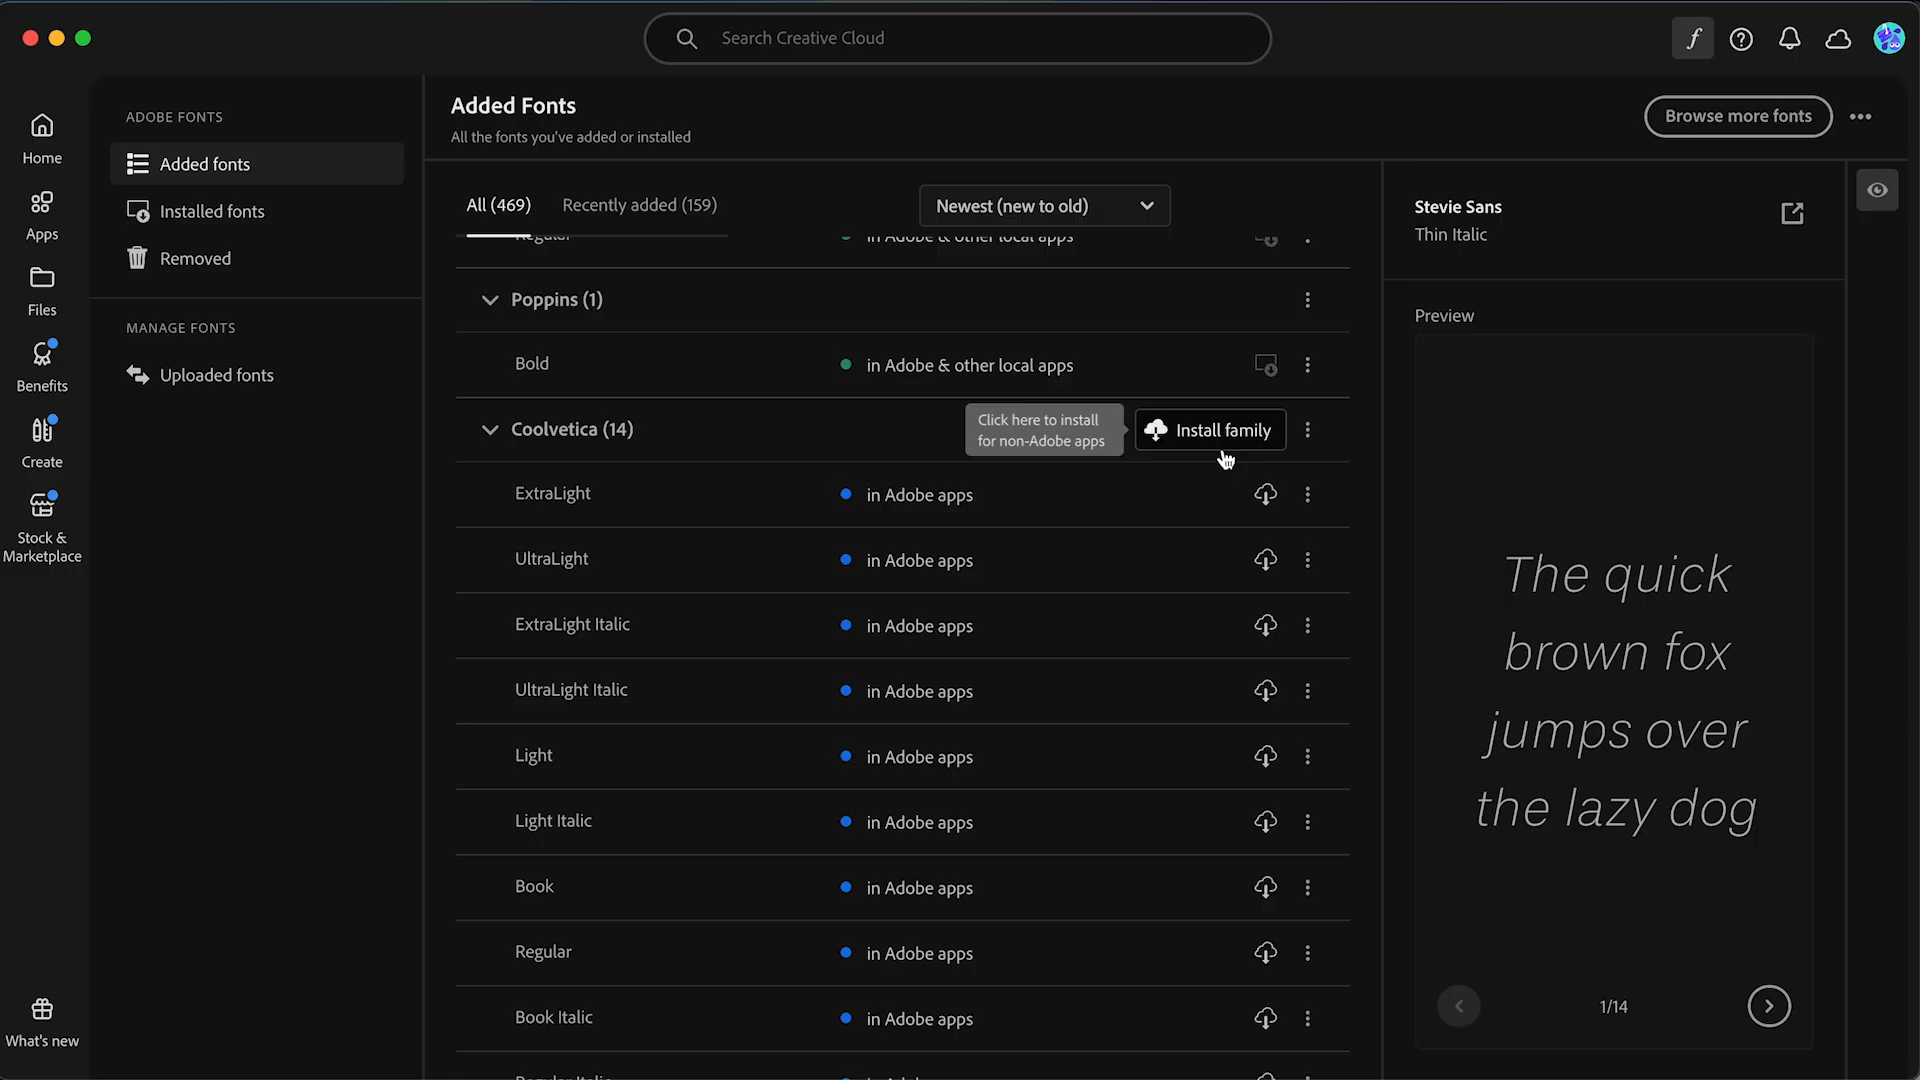 Search Creative Cloud
f
Home
Apps
Files
Benefits
Create
Stock &
Marketplace
What's new
ADOBE FONTS
Added fonts
Installed fonts
Removed
MANAGE FONTS
Uploaded fonts
Added Fonts
All the fonts you've added or installed
Browse more fonts
All (469)
Recently added (159)
Newest (new to old)
Regular
in Adobe & other local apps
Poppins (1)
Bold
in Adobe & other local apps
Coolvetica (14)
Click here to install
for non-Adobe apps
Install family
ExtraLight
in Adobe apps
UltraLight
in Adobe apps
ExtraLight Italic
in Adobe apps
UltraLight Italic
in Adobe apps
Light
in Adobe apps
Light Italic
in Adobe apps
Book
in Adobe apps
Regular
in Adobe apps
Book Italic
in Adobe apps
Stevie Sans
Thin Italic
Preview
The quick
brown fox
jumps over
the lazy dog
1/14